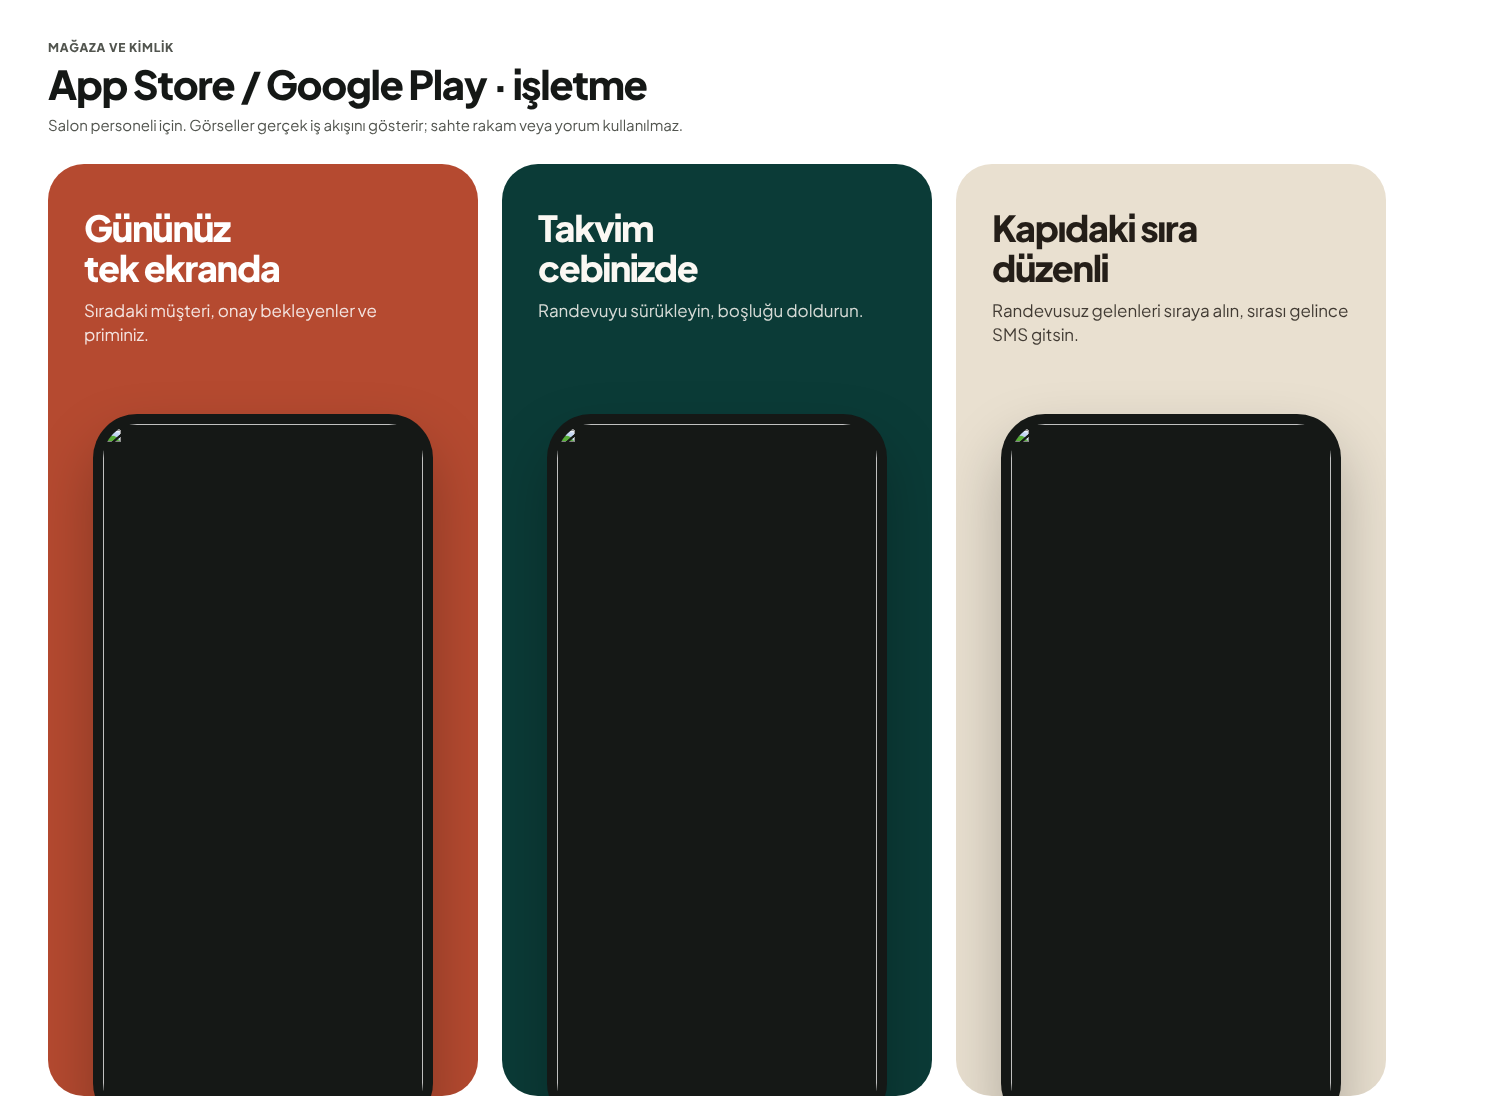 MAĞAZA VE KİMLİK
App Store / Google Play · işletme
Salon personeli için. Görseller gerçek iş akışını gösterir; sahte rakam veya yorum kullanılmaz.
Gününüz
tek ekranda
Sıradaki müşteri, onay bekleyenler ve
priminiz.
Takvim
cebinizde
Randevuyu sürükleyin, boşluğu doldurun.
Kapıdaki sıra
düzenli
Randevusuz gelenleri sıraya alın, sırası gelince
SMS gitsin.